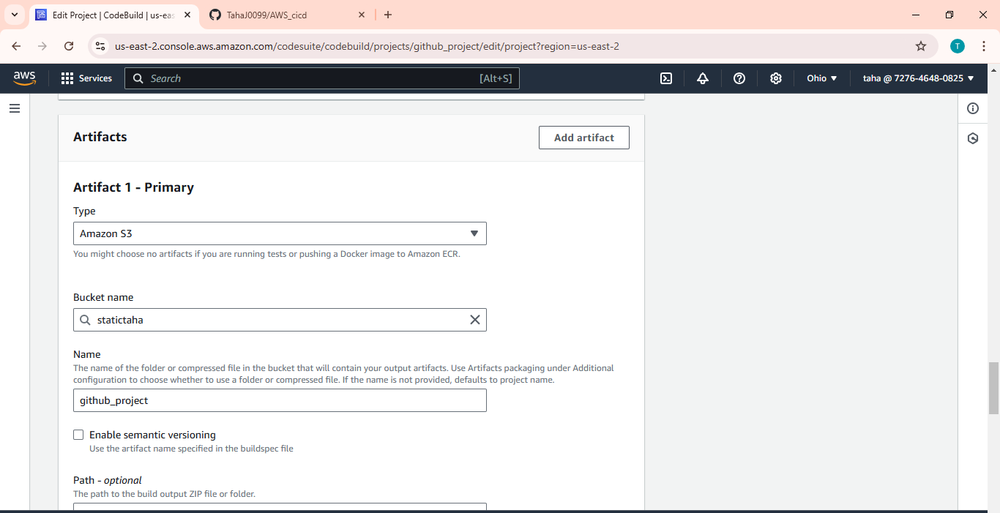 Edit Project | CodeBuild | us-eas
TahaJ0099/AWS_cicd
us-east-2.console.aws.amazon.com/codesuite/codebuild/projects/github_project/edit/project?region=us-east-2
T
aws
Services
Search
[Alt+S]
Ohio
taha @ 7276-4648-0825
Artifacts
Add artifact
Artifact 1 - Primary
Type
Amazon S3
You might choose no artifacts if you are running tests or pushing a Docker image to Amazon ECR.
Bucket name
statictaha
Name
The name of the folder or compressed file in the bucket that will contain your output artifacts. Use Artifacts packaging under Additional
configuration to choose whether to use a folder or compressed file. If the name is not provided, defaults to project name.
github_project
Enable semantic versioning
Use the artifact name specified in the buildspec file
Path - optional
The path to the build output ZIP file or folder.